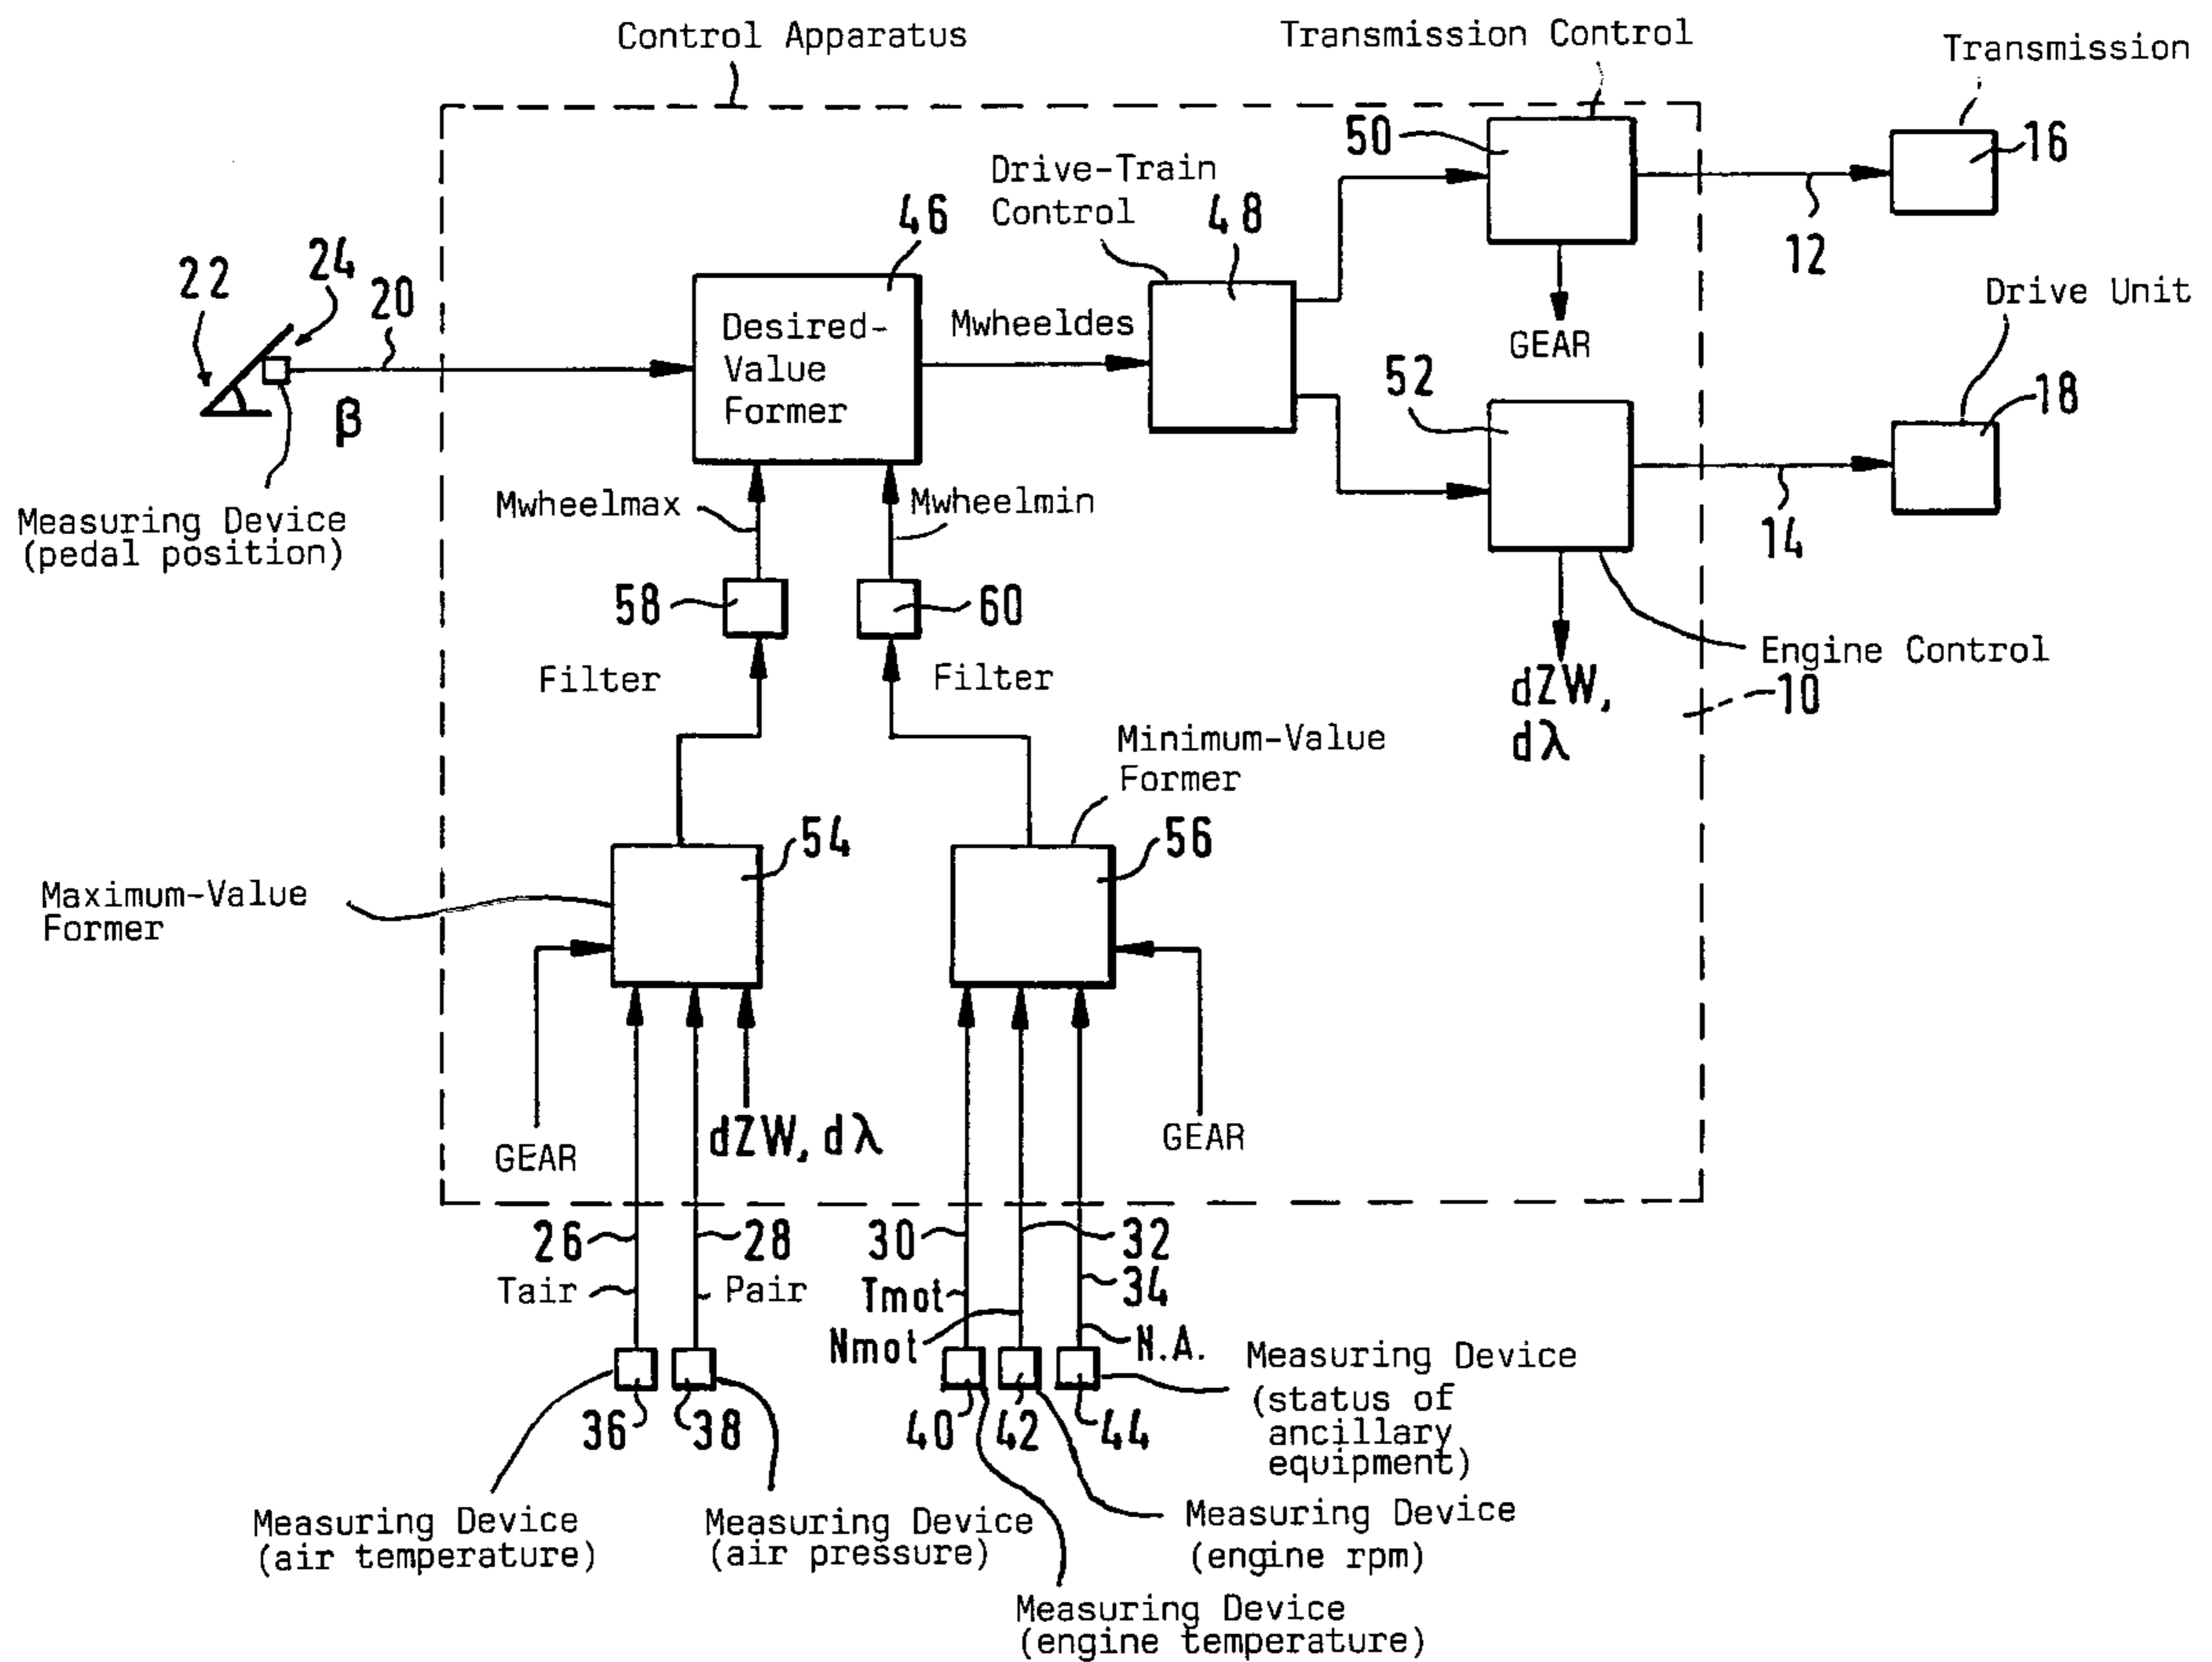 Control Apparatus
Transmission Control
Transmission
50
16
Drive-Train
Control
46
48
12
22
24
20
Desired-
Value
Former
Mwheeldes
GEAR
Drive Unit
52
18
β
Measuring Device
(pedal position)
Mwheelmax
Mwheelmin
14
58
60
Filter
Filter
Engine Control
dZW,
dλ
10
Minimum-Value
Former
54
56
Maximum-Value
Former
GEAR
dZW, dλ
GEAR
26
28
30
32
Tair
Pair
Tmot
34
Nmot
N.A.
36
38
40
42
44
Measuring Device
(status of
ancillary
equipment)
Measuring Device
(air temperature)
Measuring Device
(air pressure)
Measuring Device
(engine rpm)
Measuring Device
(engine temperature)